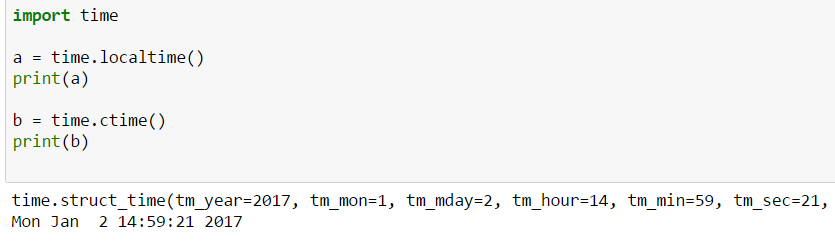 import time
a = time.localtime()
print(a)
b = time.ctime()
print(b)
time.struct_time(tm_year=2017, tm_mon=1, tm_mday=2, tm_hour=14, tm_min=59, tm_sec=21,
Mon Jan  2 14:59:21 2017